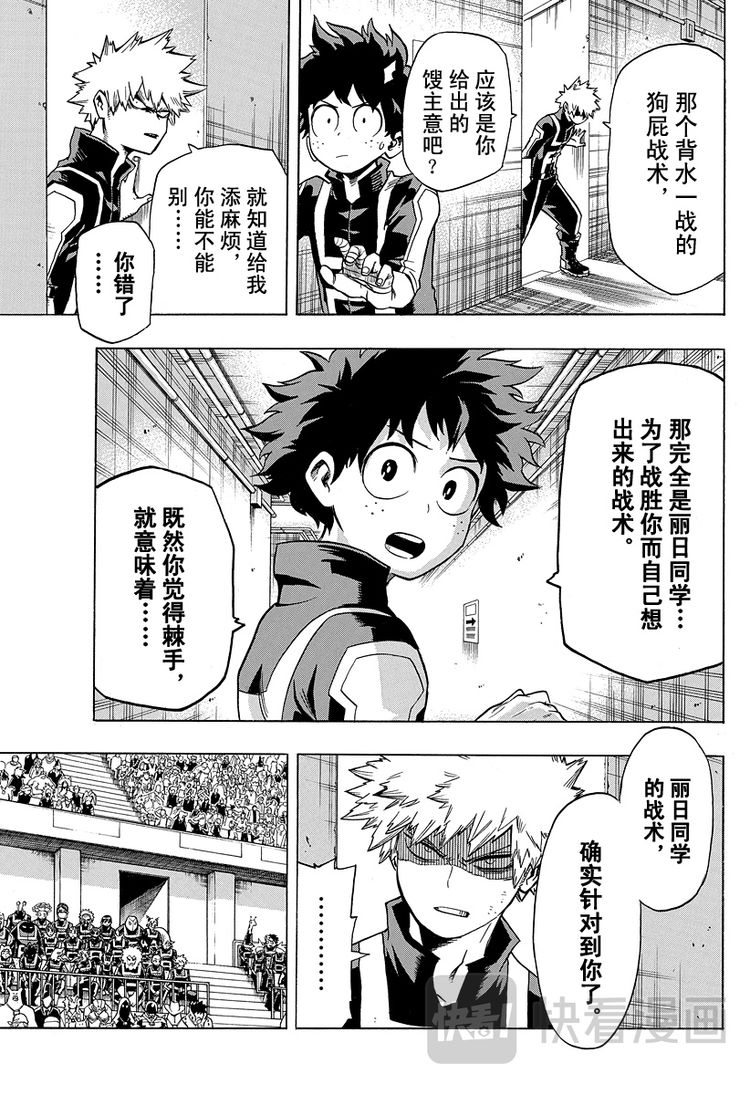 那个背水一战的
狗屁战术，
应该是你
给出的
馊主意吧？
就知道给我
添麻烦，
你能不能
别……
你错了
……
那完全是丽日同学…
为了战胜你而自己想
出来的战术。
既然你觉得棘手，
就意味着……
丽日同学
的战术，
确实针对到你了。
………
快看
快看漫画